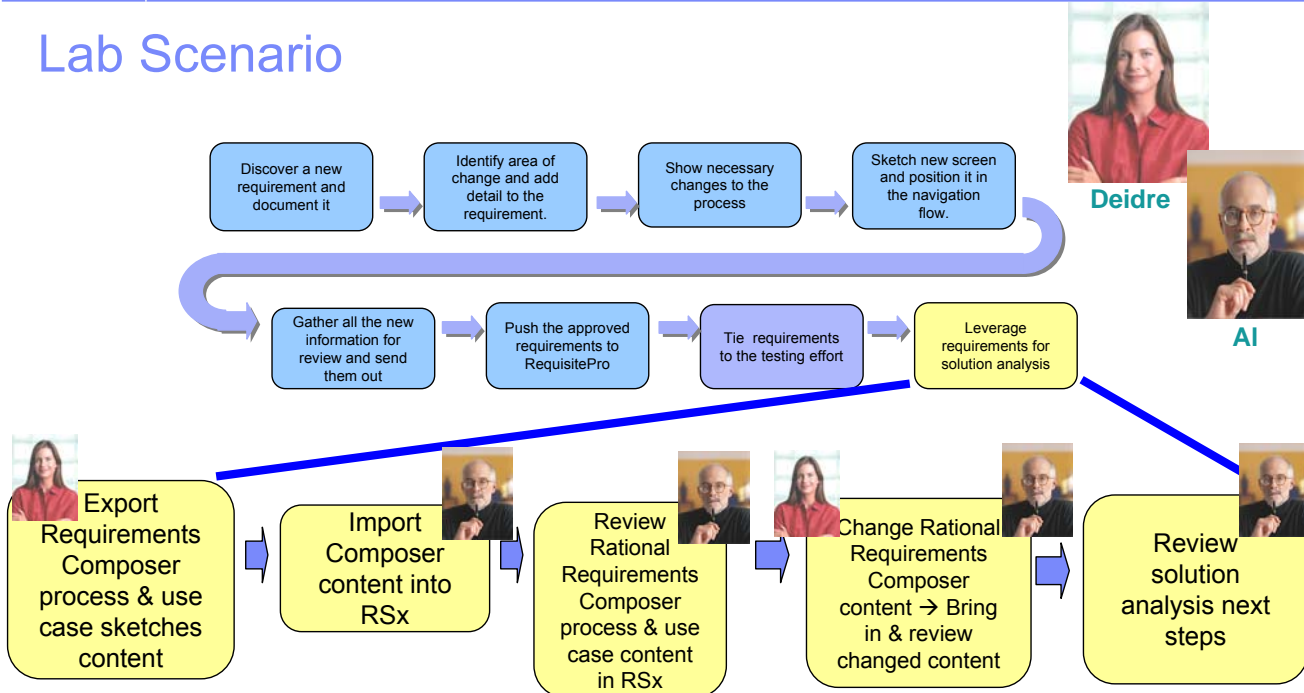 Lab Scenario
Discover a new
requirement and
document it
Identify area of
change and add
detail to the
requirement.
Show necessary
changes to the
process
Sketch new screen
and position it in
the navigation
flow.
Deidre
Al
Gather all the new
information for
review and send
them out
Push the approved
requirements to
RequisitePro
Tie requirements
to the testing effort
Leverage
requirements for
solution analysis
Export
Requirements
Composer
process & use
case sketches
content
Import
Composer
content into
RSx
Review
Rational
Requirements
Composer
process & use
case content
in RSx
Change Rational
Requirements
Composer
content → Bring
in & review
changed content
Review
solution
analysis next
steps